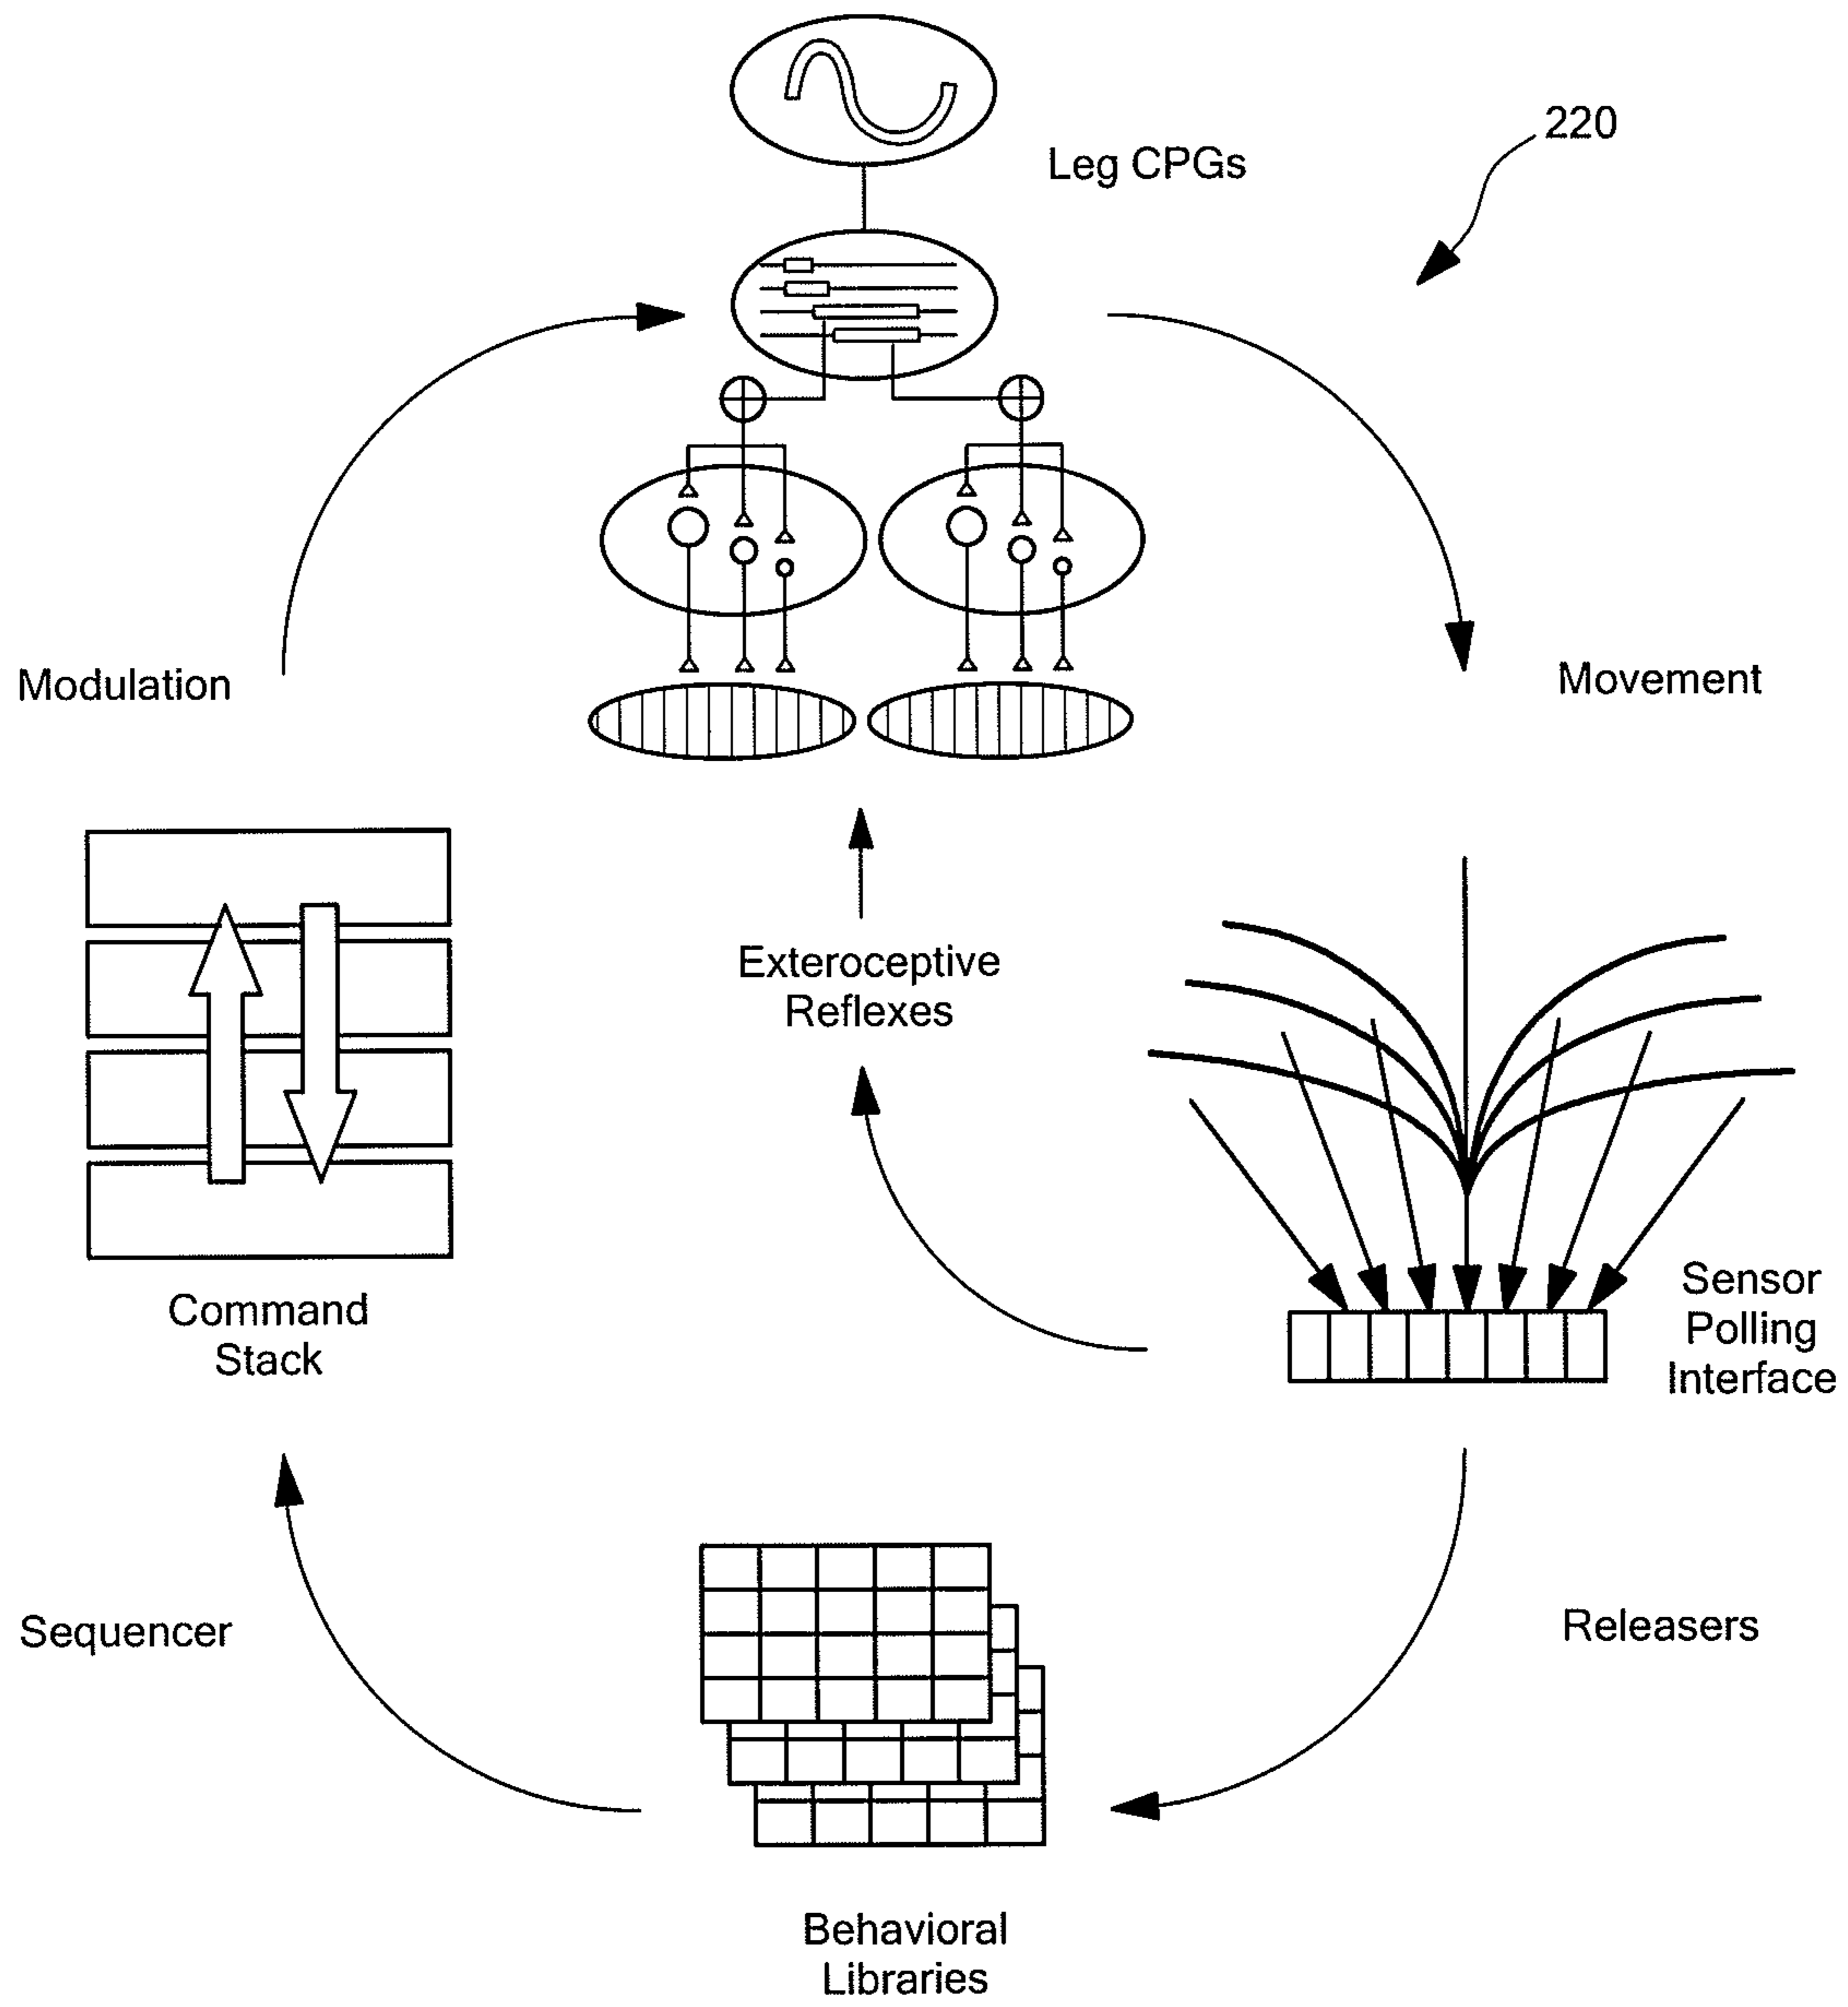 220
Leg CPGs
Modulation
Movement
Exteroceptive
Reflexes
Command
Stack
Sensor
Polling
Interface
Sequencer
Releasers
Behavioral
Libraries